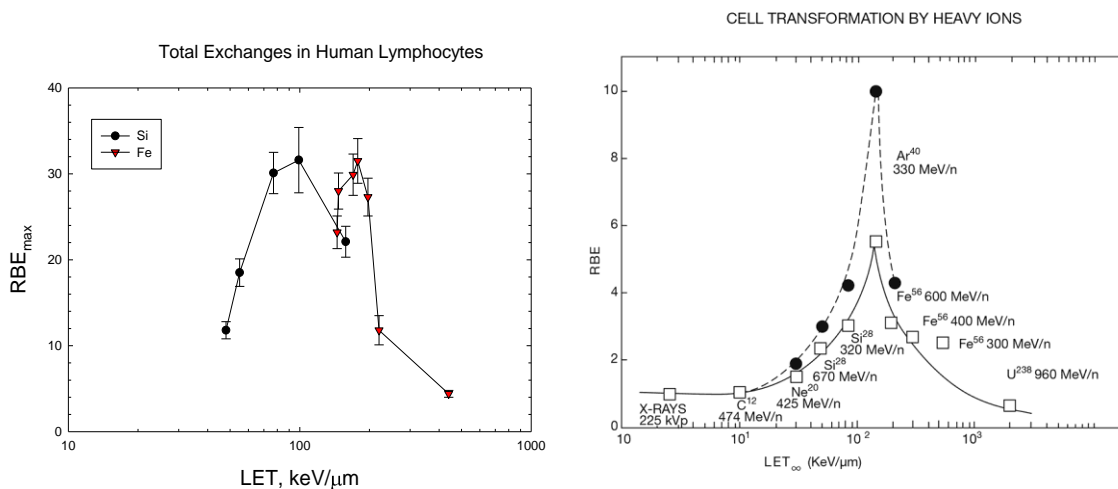 Total Exchanges in Human Lymphocytes
40
30
20
10
0
Si
Fe
RBEmax
10
100
1000
LET, keV/μm
CELL TRANSFORMATION BY HEAVY IONS
10
8
6
4
2
0
RBE
Ar40
330 MeV/n
Fe56 600 MeV/n
Fe56 400 MeV/n
Fe56 300 MeV/n
Si28
320 MeV/n
Si28
670 MeV/n
U238 960 MeV/n
Ne20
425 MeV/n
C12
474 MeV/n
X-RAYS
225 kVp
10
10¹
10²
10³
LET∞ (KeV/μm)